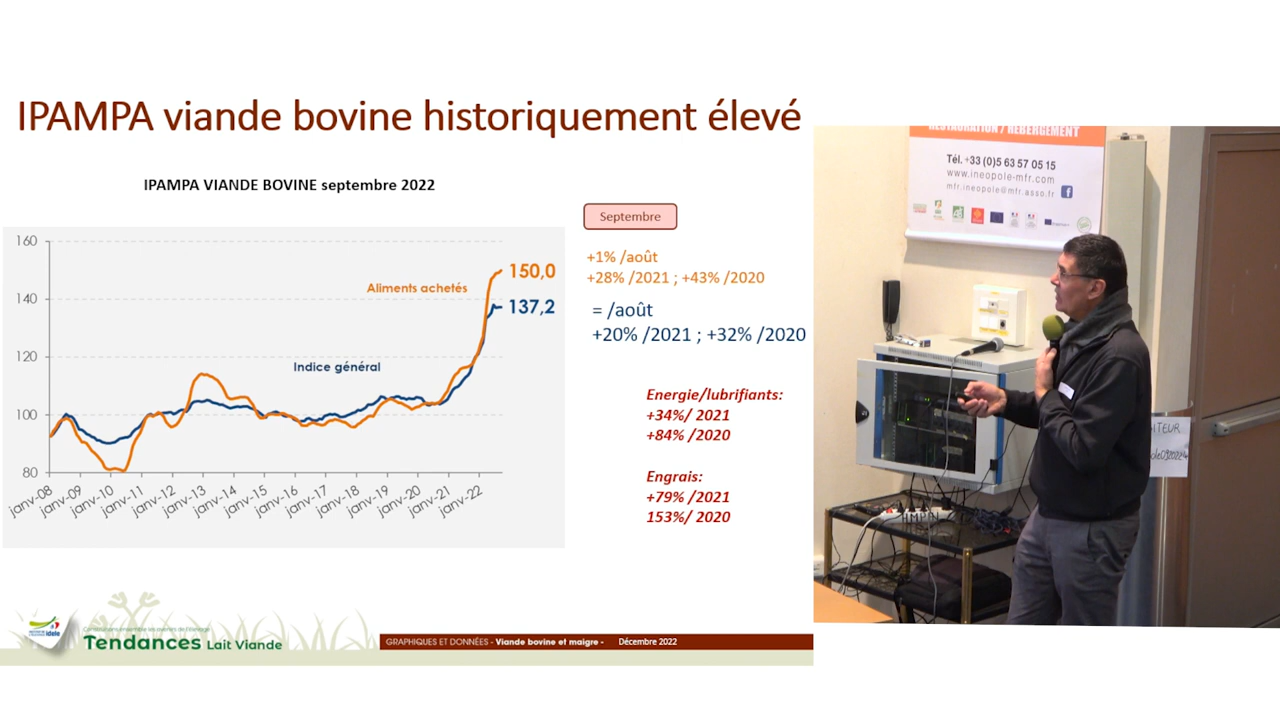 IPAMPA viande bovine historiquement élevé
IPAMPA VIANDE BOVINE septembre 2022
160
140
120
100
80
150,0
137,2
Aliments achetés
Indice général
janv-08
janv-09
janv-10
janv-11
janv-12
janv-13
janv-14
janv-15
janv-16
janv-17
janv-18
janv-19
janv-20
janv-21
janv-22
Septembre
+1% /août
+28% /2021 ; +43% /2020
= /août
+20% /2021 ; +32% /2020
Energie/lubrifiants:
+34%/ 2021
+84% /2020
Engrais:
+79% /2021
153%/ 2020
idele
Tendances Lait Viande
GRAPHIQUES ET DONNÉES - Viande bovine et maigre - Décembre 2022
RESTAURATION / HÉBERGEMENT
Tél. +33 (0)5 63 57 05 15
www.ineopole-mfr.com
mfr.ineopole@mfr.asso.fr